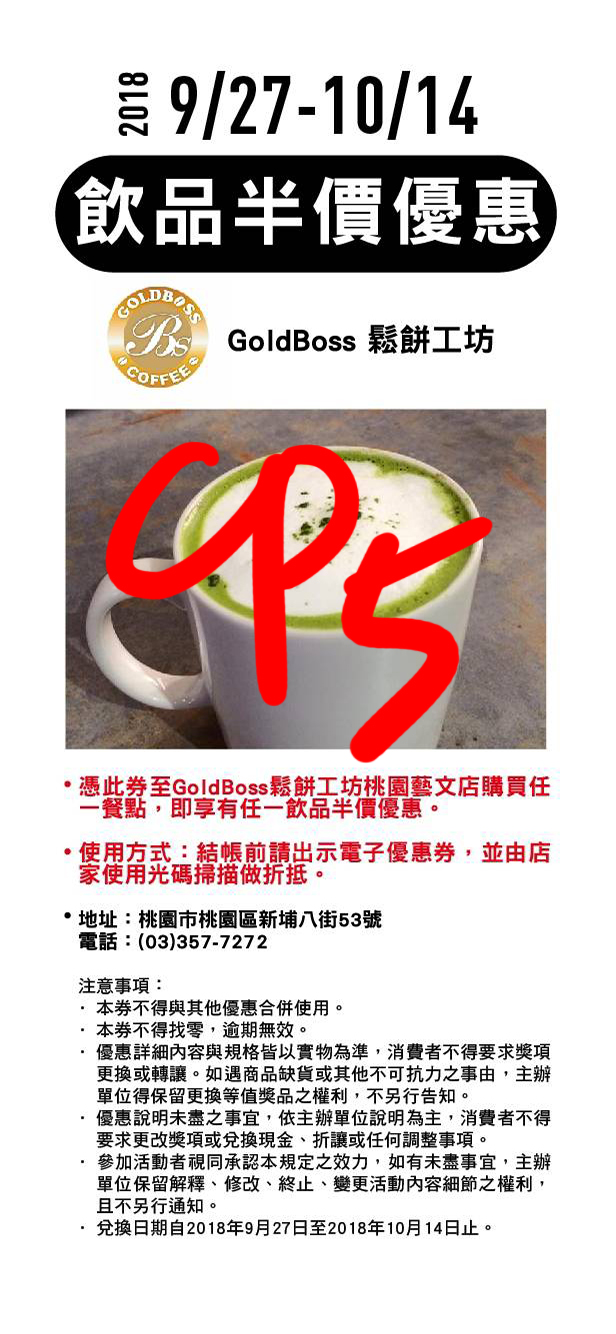 2018 9/27-10/14
飲品半價優惠
GOLDBOSS
Bs
COFFEE
GoldBoss 鬆餅工坊
CP5
•憑此券至GoldBoss鬆餅工坊桃園藝文店購買任
一餐點，即享有任一飲品半價優惠。
•使用方式：結帳前請出示電子優惠券，並由店
家使用光碼掃描做折抵。
•地址：桃園市桃園區新埔八街53號
電話：(03)357-7272
注意事項：
· 本券不得與其他優惠合併使用。
· 本券不得找零，逾期無效。
· 優惠詳細內容與規格皆以實物為準，消費者不得要求獎項
更換或轉讓。如遇商品缺貨或其他不可抗力之事由，主辦
單位得保留更換等值獎品之權利，不另行告知。
· 優惠說明未盡之事宜，依主辦單位說明為主，消費者不得
要求更改獎項或兌換現金、折讓或任何調整事項。
· 參加活動者視同承認本規定之效力，如有未盡事宜，主辦
單位保留解釋、修改、終止、變更活動內容細節之權利，
且不另行通知。
· 兌換日期自2018年9月27日至2018年10月14日止。